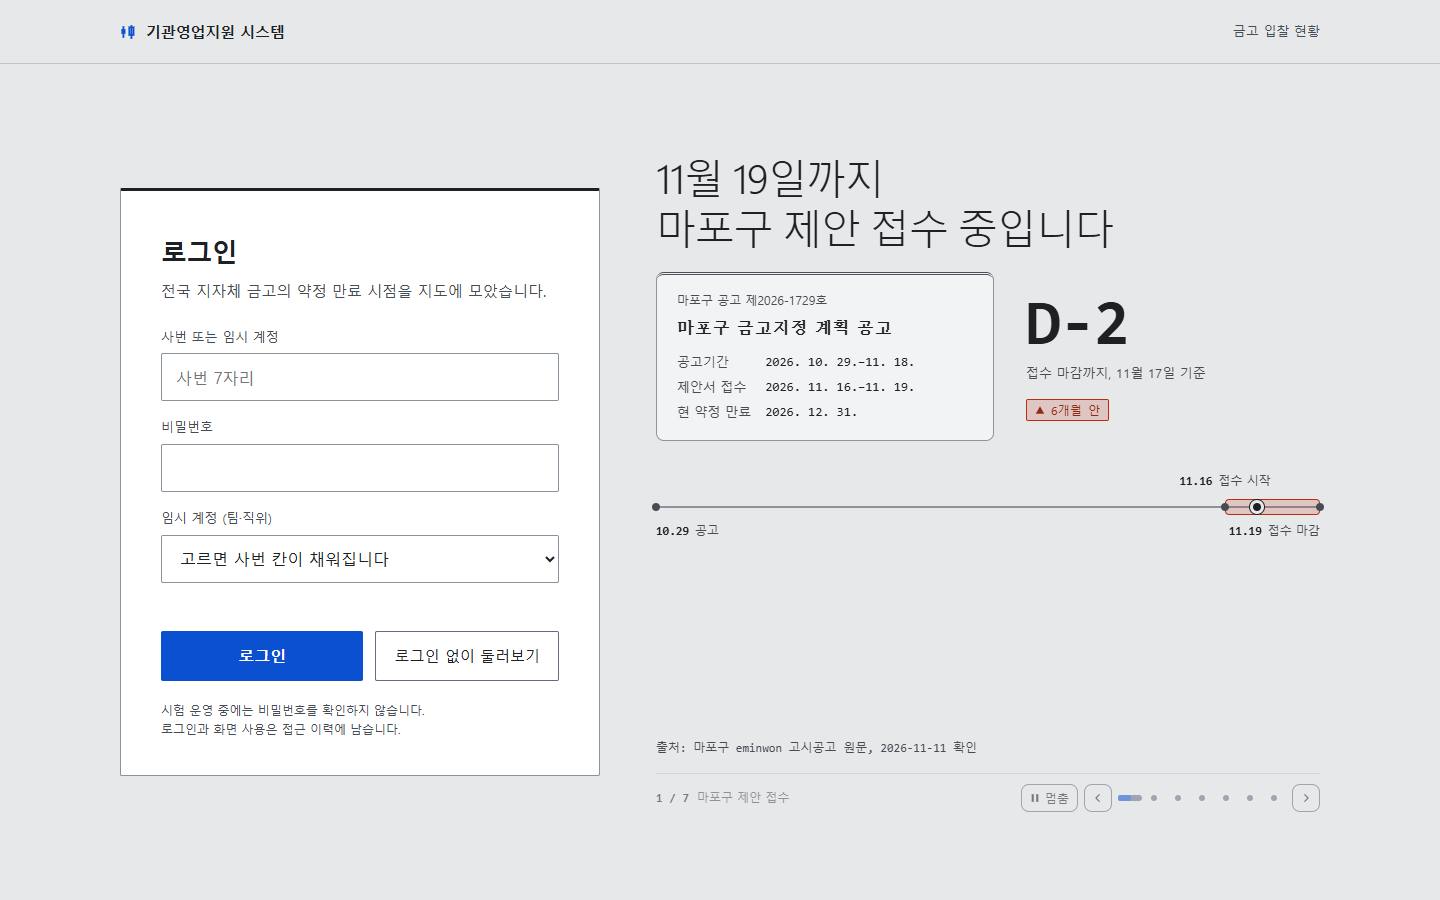 기관영업지원 시스템
금고 입찰 현황
로그인
전국 지자체 금고의 약정 만료 시점을 지도에 모았습니다.
사번 또는 임시 계정
사번 7자리
비밀번호
임시 계정 (팀·직위)
고르면 사번 칸이 채워집니다
로그인
로그인 없이 둘러보기
시험 운영 중에는 비밀번호를 확인하지 않습니다.
로그인과 화면 사용은 접근 이력에 남습니다.
11월 19일까지
마포구 제안 접수 중입니다
마포구 공고 제2026-1729호
마포구 금고지정 계획 공고
공고기간 2026. 10. 29.–11. 18.
제안서 접수 2026. 11. 16.–11. 19.
현 약정 만료 2026. 12. 31.
D-2
접수 마감까지, 11월 17일 기준
▲ 6개월 안
11.16 접수 시작
10.29 공고
11.19 접수 마감
출처: 마포구 eminwon 고시공고 원문, 2026-11-11 확인
1 / 7 마포구 제안 접수
멈춤